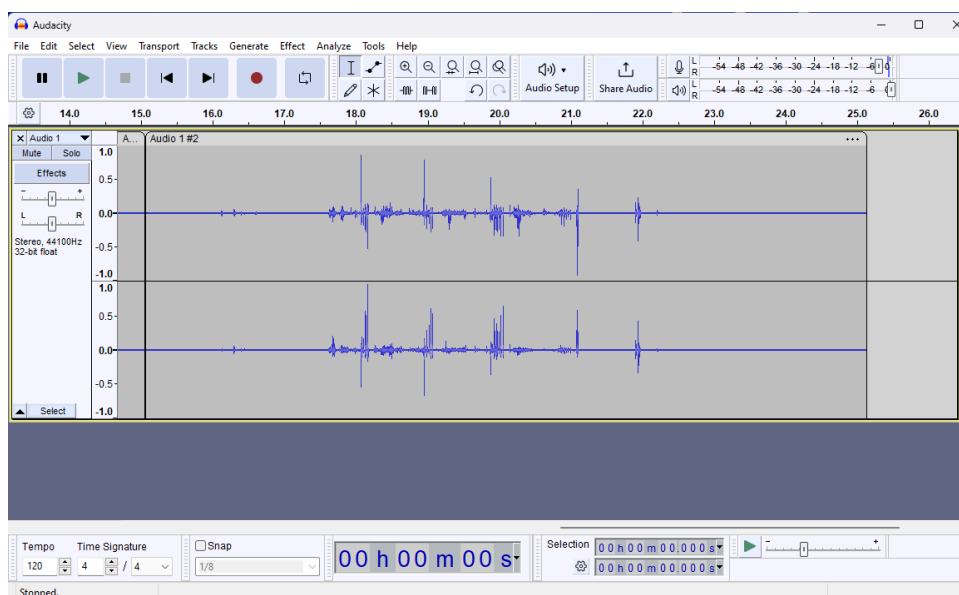 Audacity
File Edit Select View Transport Tracks Generate Effect Analyze Tools Help
Audio Setup
Share Audio
L R -54 -48 -42 -36 -30 -24 -18 -12 -6 0
L R -54 -48 -42 -36 -30 -24 -18 -12 -6 0
14.0 15.0 16.0 17.0 18.0 19.0 20.0 21.0 22.0 23.0 24.0 25.0 26.0
Audio 1
A... Audio 1 #2 ...
Mute Solo
Effects
- +
L R
Stereo, 44100Hz
32-bit float
Select
1.0
0.5-
0.0-
-0.5-
-1.0
1.0
0.5-
0.0-
-0.5-
-1.0
Tempo Time Signature Snap
120 4 / 4 1/8
00 h 00 m 00 s
Selection 00 h 00 m 00.000 s
00 h 00 m 00.000 s
- +
Stopped.